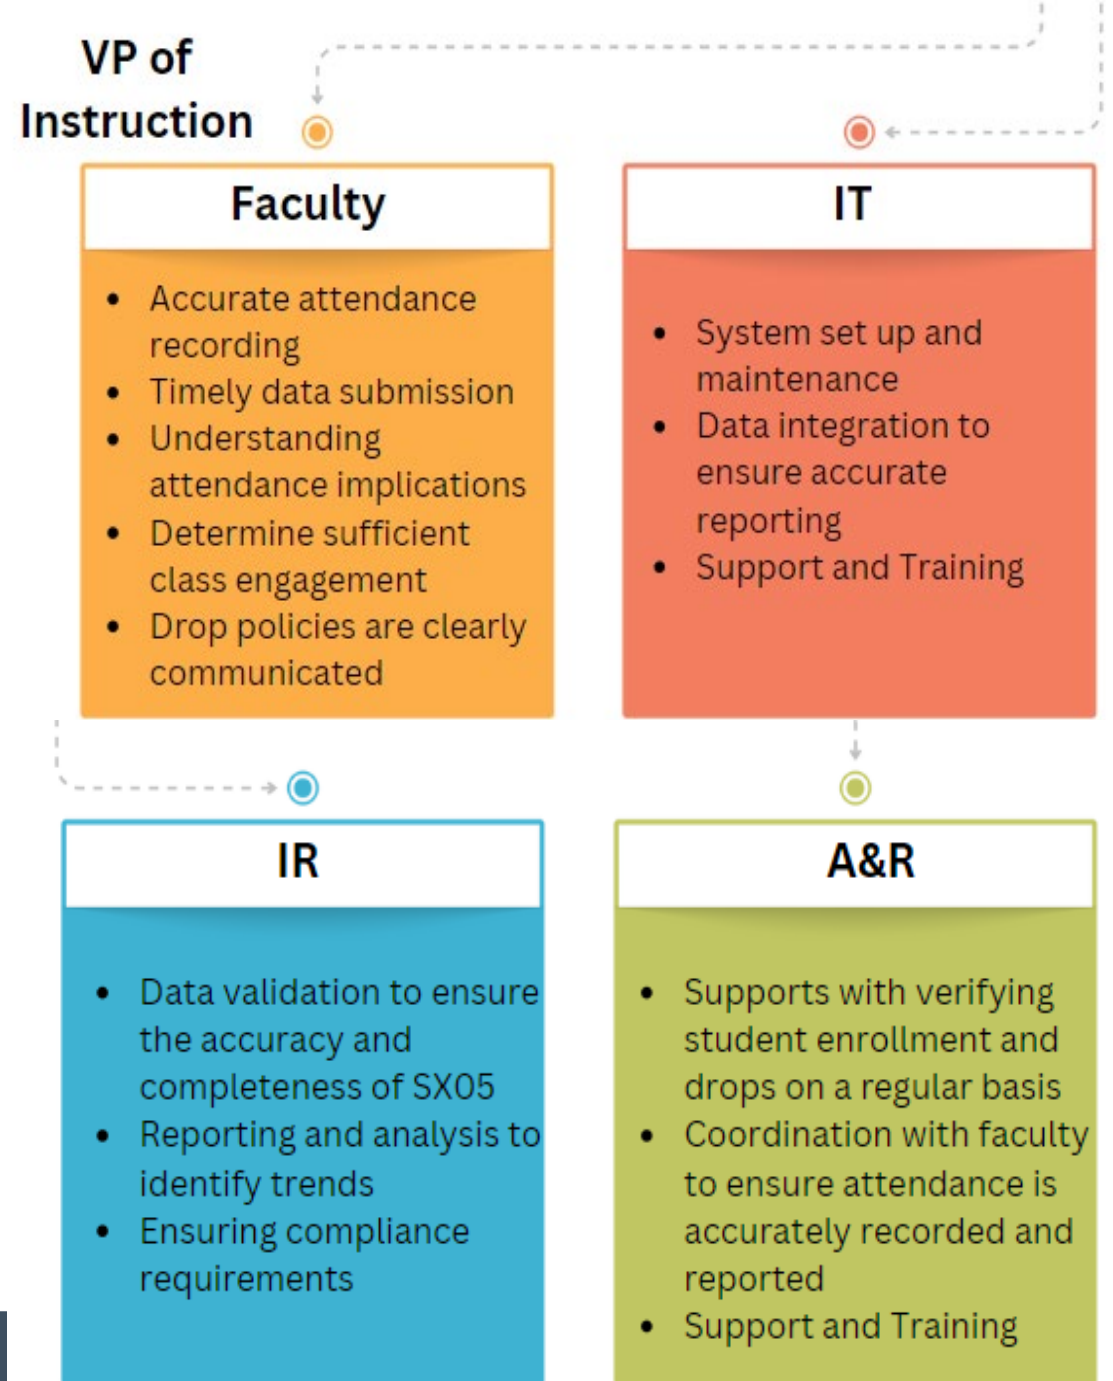 VP of
Instruction
Faculty
• Accurate attendance
recording
• Timely data submission
• Understanding
attendance implications
• Determine sufficient
class engagement
• Drop policies are clearly
communicated
IT
• System set up and
maintenance
• Data integration to
ensure accurate
reporting
• Support and Training
IR
• Data validation to ensure
the accuracy and
completeness of SX05
• Reporting and analysis to
identify trends
• Ensuring compliance
requirements
A&R
• Supports with verifying
student enrollment and
drops on a regular basis
• Coordination with faculty
to ensure attendance is
accurately recorded and
reported
• Support and Training